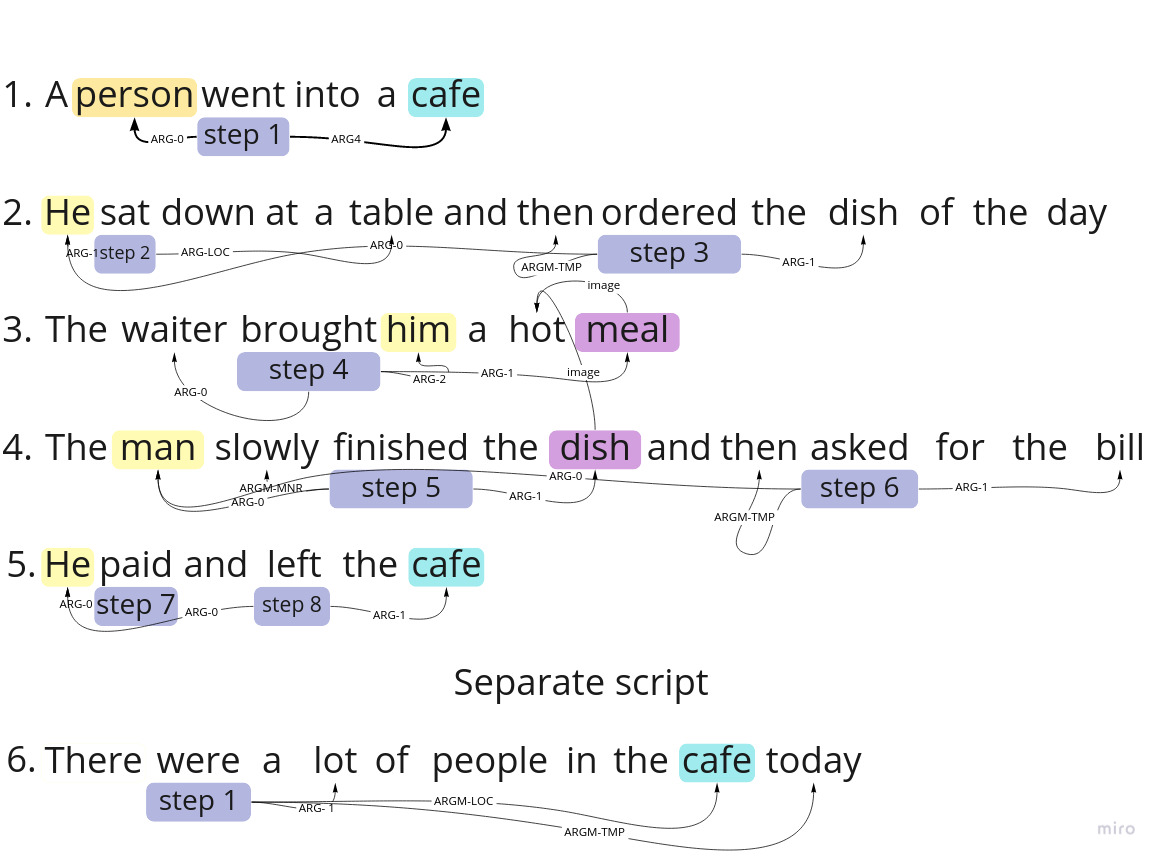 1. A person went into a cafe
ARG-0 step 1 ARG4
2. He sat down at a table and then ordered the dish of the day
ARG-1 step 2 ARG-LOC ARG-0 ARGM-TMP step 3 ARG-1
image
3. The waiter brought him a hot meal
ARG-0 step 4 ARG-2 ARG-1 image
4. The man slowly finished the dish and then asked for the bill
ARGM-MNR ARG-0 step 5 ARG-1 ARG-0 ARGM-TMP step 6 ARG-1
5. He paid and left the cafe
ARG-0 step 7 ARG-0 step 8 ARG-1
Separate script
6. There were a lot of people in the cafe today
step 1 ARG- 1 ARGM-LOC
ARGM-TMP
miro